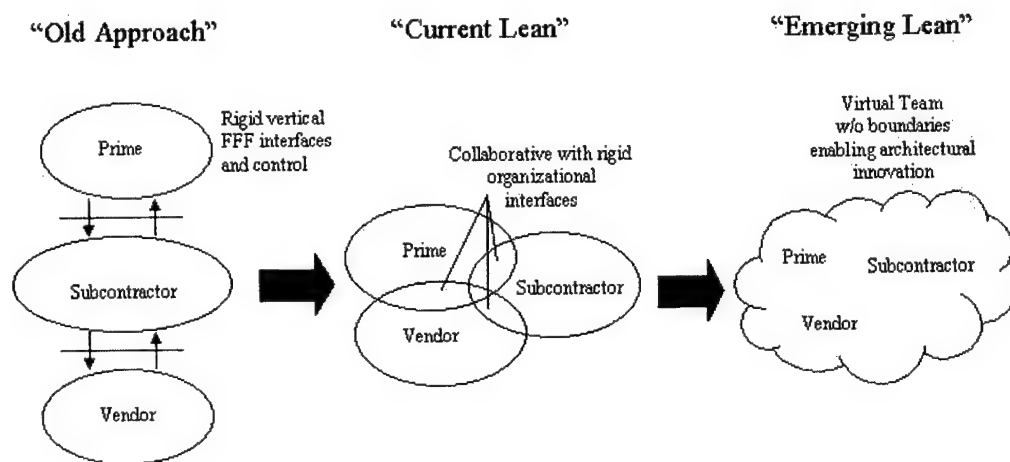 “Old Approach”
“Current Lean”
“Emerging Lean”
Prime
Rigid vertical
FFF interfaces
and control
Subcontractor
Vendor
Collaborative with rigid
organizational
interfaces
Prime
Subcontractor
Vendor
Virtual Team
w/o boundaries
enabling architectural
innovation
Prime
Subcontractor
Vendor